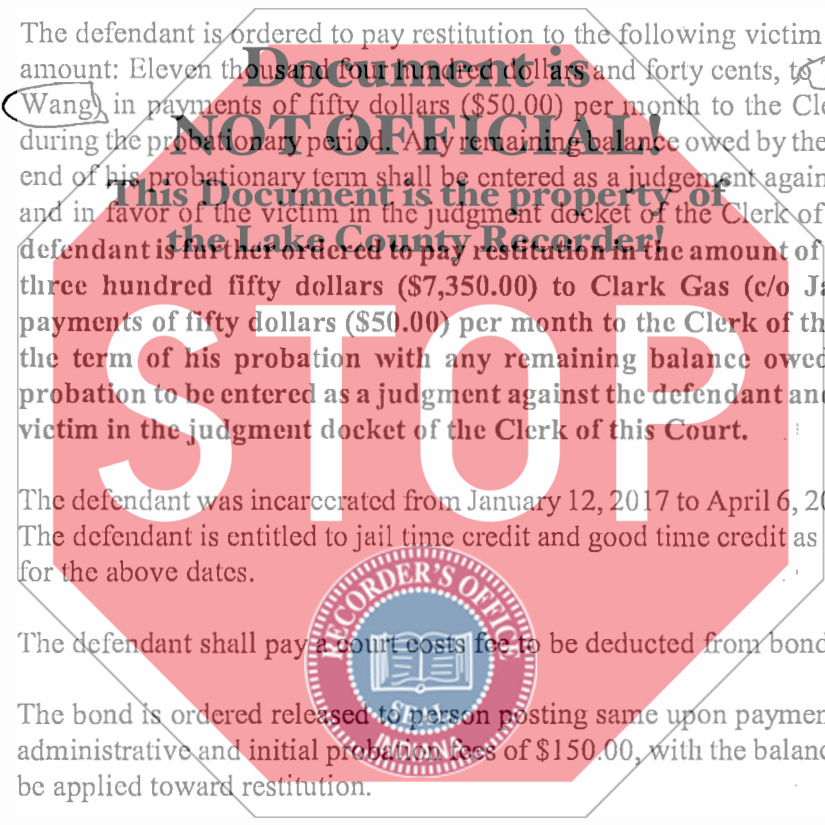 The defendant is ordered to pay restitution to the following victim
amount: Eleven thousand four hundred dollars and forty cents, to
Wang) in payments of fifty dollars ($50.00) per month to the Cle
during the probationary period. Any remaining balance owed by the
end of his probationary term shall be entered as a judgement again
and in favor of the victim in the judgment docket of the Clerk of
defendant is further ordered to pay restitution in the amount of
three hundred fifty dollars ($7,350.00) to Clark Gas (c/o Ja
payments of fifty dollars ($50.00) per month to the Clerk of th
the term of his probation with any remaining balance owed
probation to be entered as a judgment against the defendant and
victim in the judgment docket of the Clerk of this Court.
The defendant was incarcerated from January 12, 2017 to April 6, 20
The defendant is entitled to jail time credit and good time credit as
for the above dates.
The defendant shall pay a court costs fee to be deducted from bond
The bond is ordered released to person posting same upon paymen
administrative and initial probation fees of $150.00, with the balanc
be applied toward restitution.
Document is
NOT OFFICIAL!
This Document is the property of
the Lake County Recorder!
STOP
RECORDER'S OFFICE
SEAL
INDIANA